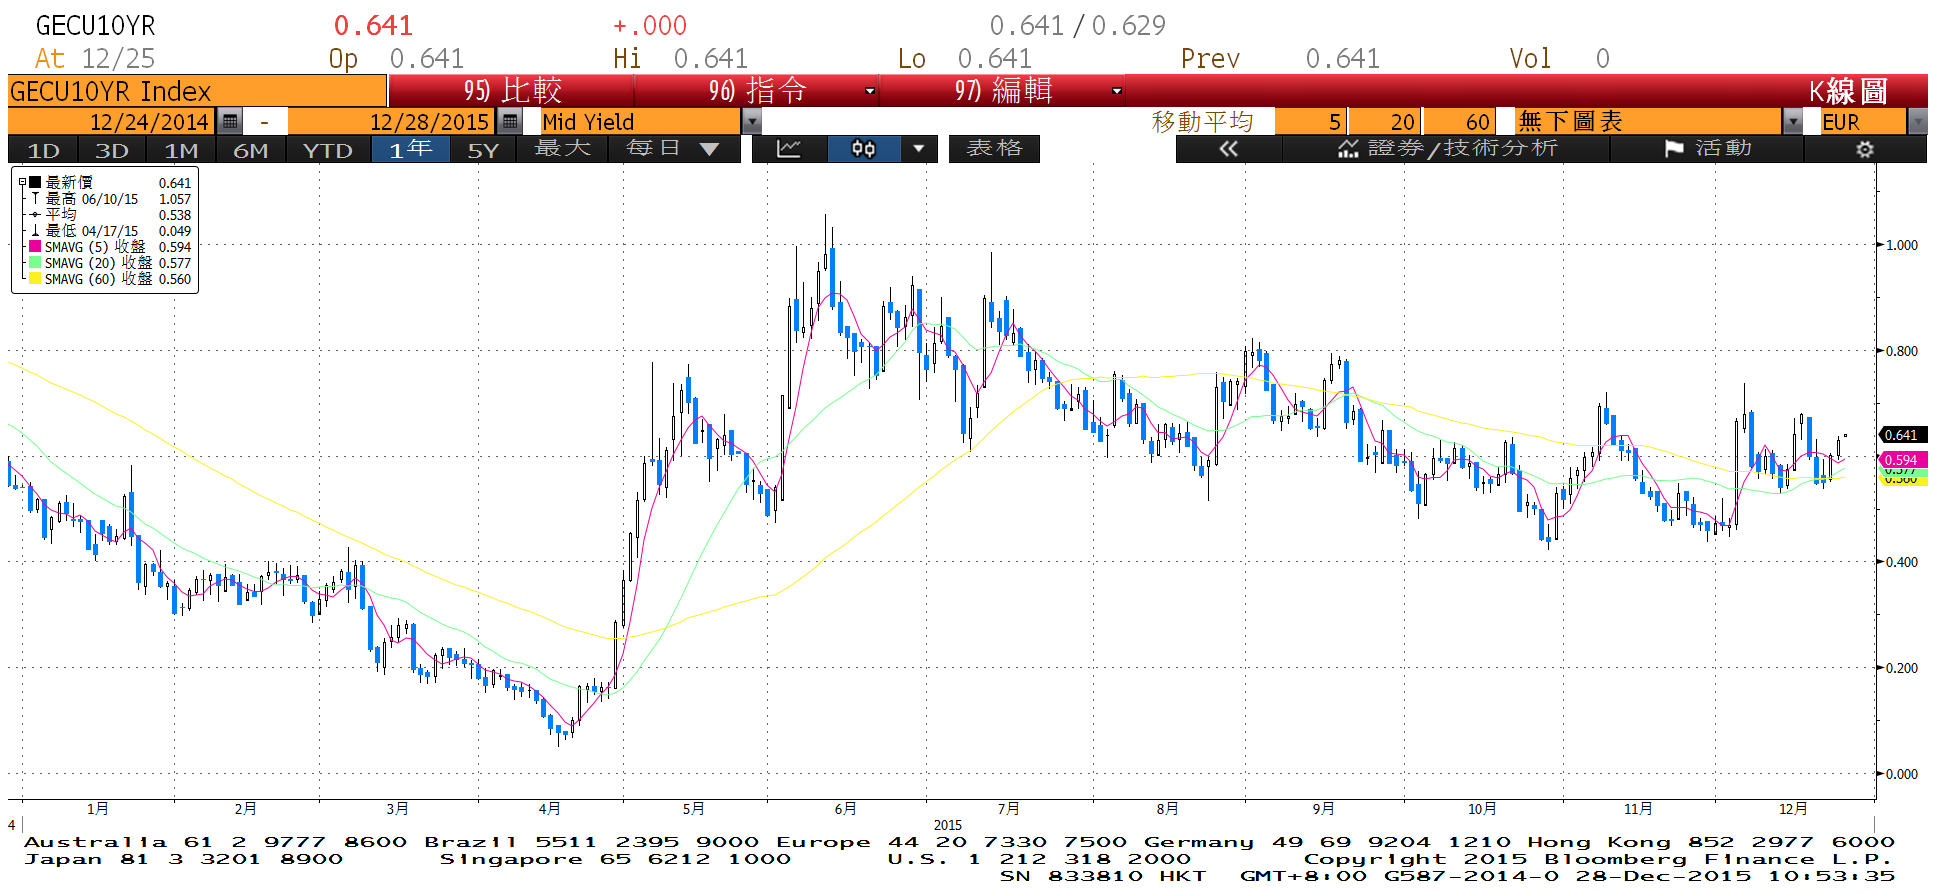 GECU10YR 0.641 +.000 0.641 / 0.629
At 12/25 Op 0.641 Hi 0.641 Lo 0.641 Prev 0.641 Vol 0
GECU10YR Index 95) 比較 96) 指令 97) 編輯 K線圖
12/24/2014 - 12/28/2015 Mid Yield 移動平均 5 20 60 無下圖表 EUR
1D 3D 1M 6M YTD 1年 5Y 最大 每日 表格 « 證券/技術分析 活動
最新價 0.641
最高 06/10/15 1.057
平均 0.538
最低 04/17/15 0.049
SMAVG (5) 收盤 0.594
SMAVG (20) 收盤 0.577
SMAVG (60) 收盤 0.560
1.000
0.800
0.641
0.594
0.577
0.560
0.400
0.200
0.000
1月 2月 3月 4月 5月 6月 7月 8月 9月 10月 11月 12月
4 2015
Australia 61 2 9777 8600 Brazil 5511 2395 9000 Europe 44 20 7330 7500 Germany 49 69 9204 1210 Hong Kong 852 2977 6000
Japan 81 3 3201 8900 Singapore 65 6212 1000 U.S. 1 212 318 2000 Copyright 2015 Bloomberg Finance L.P.
SN 833810 HKT GMT+8:00 G587-2014-0 28-Dec-2015 10:53:35